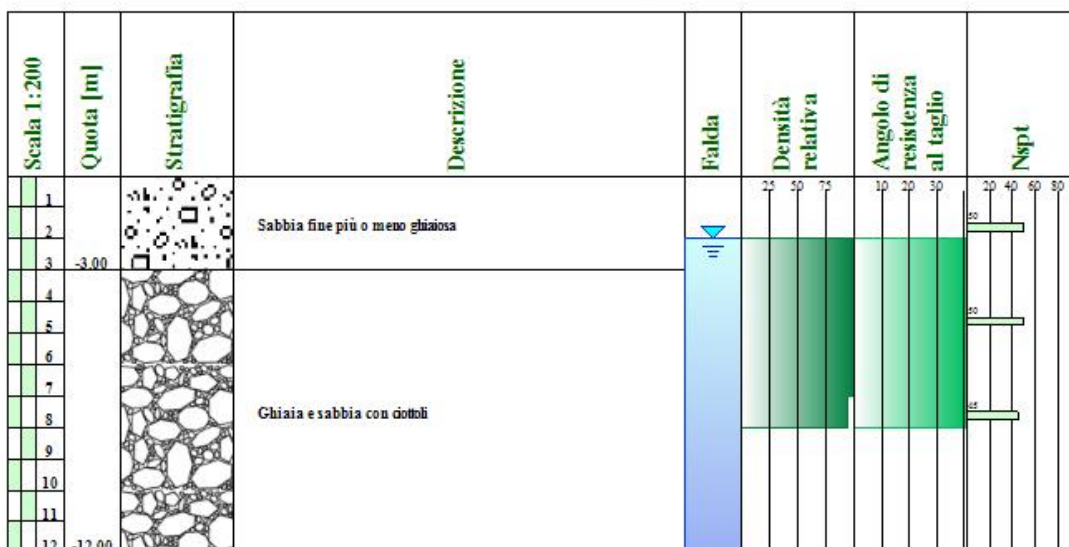 Scala 1:200
Quota [m]
Stratigrafia
Descrizione
Falda
Densità
relativa
Angolo di
resistenza
al taglio
Nspt
25 50 75
10 20 30
20 40 60 80
1
2
3
-3.00
4
5
6
7
8
9
10
11
12
-12.00
Sabbia fine più o meno ghiaiosa
Ghiaia e sabbia con ciottoli
50
50
45